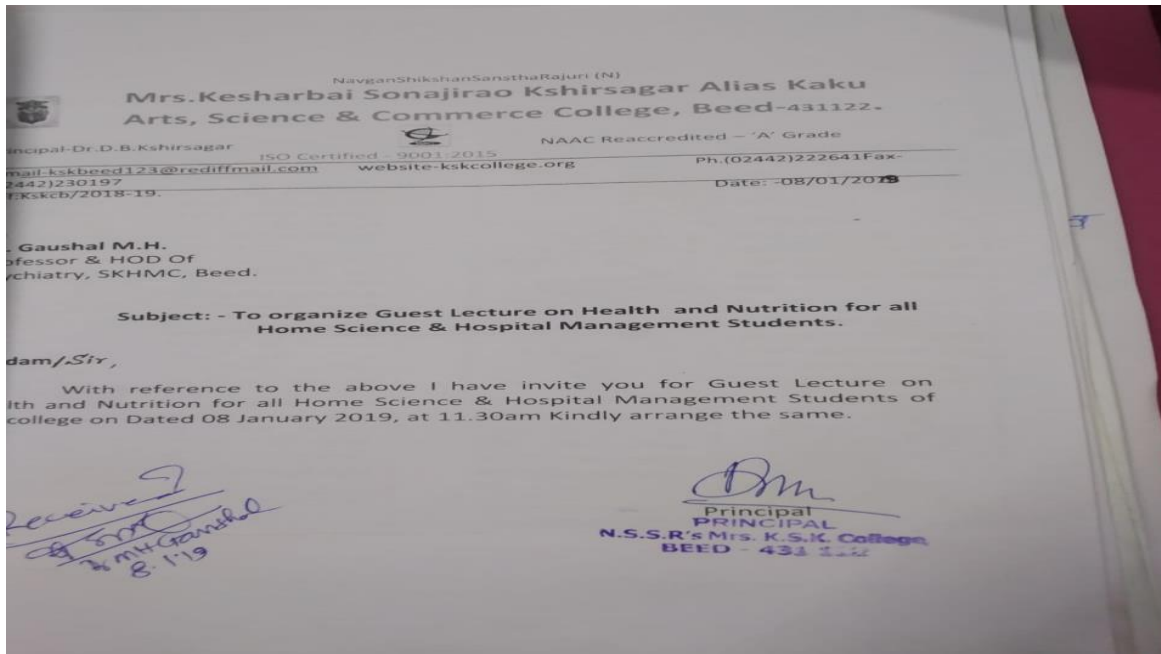 NavganShikshanSansthaRajuri (N)
Mrs.Kesharbai Sonajirao Kshirsagar Alias Kaku
Arts, Science & Commerce College, Beed-431122.
incipal-Dr.D.B.Kshirsagar
NAAC Reaccredited – 'A' Grade
ISO Certified - 9001-2015
mail-kskbeed123@rediffmail.com website-kskcollege.org Ph.(02442)222641Fax-
2442)230197
f.Kskcb/2018-19. Date: -08/01/2019
. Gaushal M.H.
ofessor & HOD Of
ychiatry, SKHMC, Beed.
Subject: - To organize Guest Lecture on Health and Nutrition for all
Home Science & Hospital Management Students.
dam/Sir,
With reference to the above I have invite you for Guest Lecture on
lth and Nutrition for all Home Science & Hospital Management Students of
college on Dated 08 January 2019, at 11.30am Kindly arrange the same.
Received
Dr MH Gaushal
8.1.19
Principal
PRINCIPAL
N.S.S.R's Mrs. K.S.K. College
BEED - 431